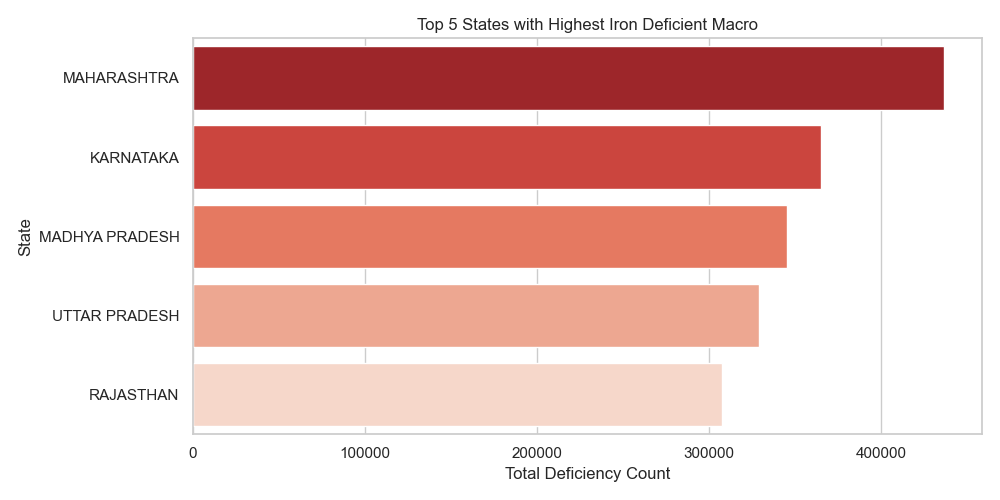 Top 5 States with Highest Iron Deficient Macro
MAHARASHTRA
KARNATAKA
MADHYA PRADESH
UTTAR PRADESH
RAJASTHAN
State
0 100000 200000 300000 400000
Total Deficiency Count